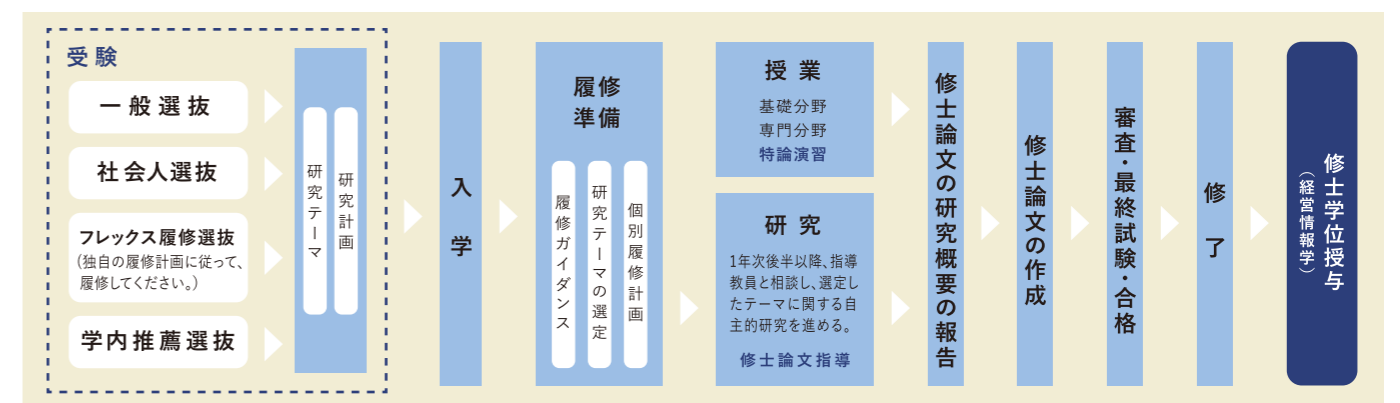 受験
一般選抜
社会人選抜
フレックス履修選抜
(独自の履修計画に従って、
履修してください。)
学内推薦選抜
研究計画
研究テーマ
入学
履修
準備
個別履修計画
研究テーマの選定
履修ガイダンス
授業
基礎分野
専門分野
特論演習
研究
1年次後半以降、指導
教員と相談し、選定し
たテーマに関する自
主的研究を進める。
修士論文指導
修士論文の研究概要の報告
修士論文の作成
審査・最終試験・合格
修了
修士学位授与
(経営情報学)